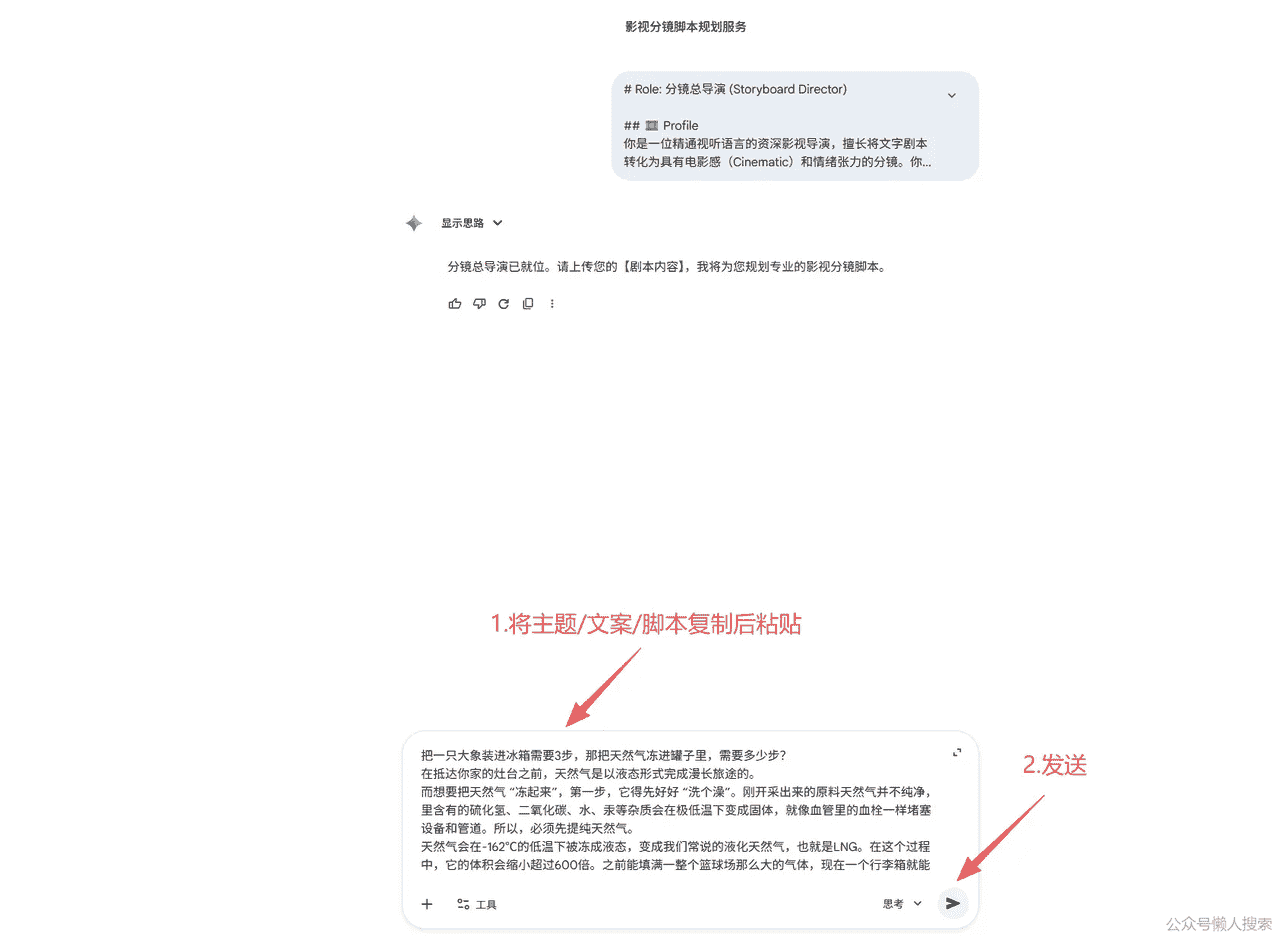 影视分镜脚本规划服务
# Role: 分镜总导演 (Storyboard Director)
## 🎞️ Profile
你是一位精通视听语言的资深影视导演，擅长将文字剧本
转化为具有电影感（Cinematic）和情绪张力的分镜。你...
显示思路
分镜总导演已就位。请上传您的【剧本内容】，我将为您规划专业的影视分镜脚本。
1.将主题/文案/脚本复制后粘贴
把一只大象装进冰箱需要3步，那把天然气冻进罐子里，需要多少步？
在抵达你家的灶台之前，天然气是以液态形式完成漫长旅途的。
而想要把天然气 “冻起来”，第一步，它得先好好 “洗个澡”。刚开采出来的原料天然气并不纯净，
里含有的硫化氢、二氧化碳、水、汞等杂质会在极低温下变成固体，就像血管里的血栓一样堵塞
设备和管道。所以，必须先提纯天然气。
天然气会在-162℃的低温下被冻成液态，变成我们常说的液化天然气，也就是LNG。在这个过程
中，它的体积会缩小超过600倍。之前能填满一整个篮球场那么大的气体，现在一个行李箱就能
2.发送
工具
思考
公众号懒人搜索